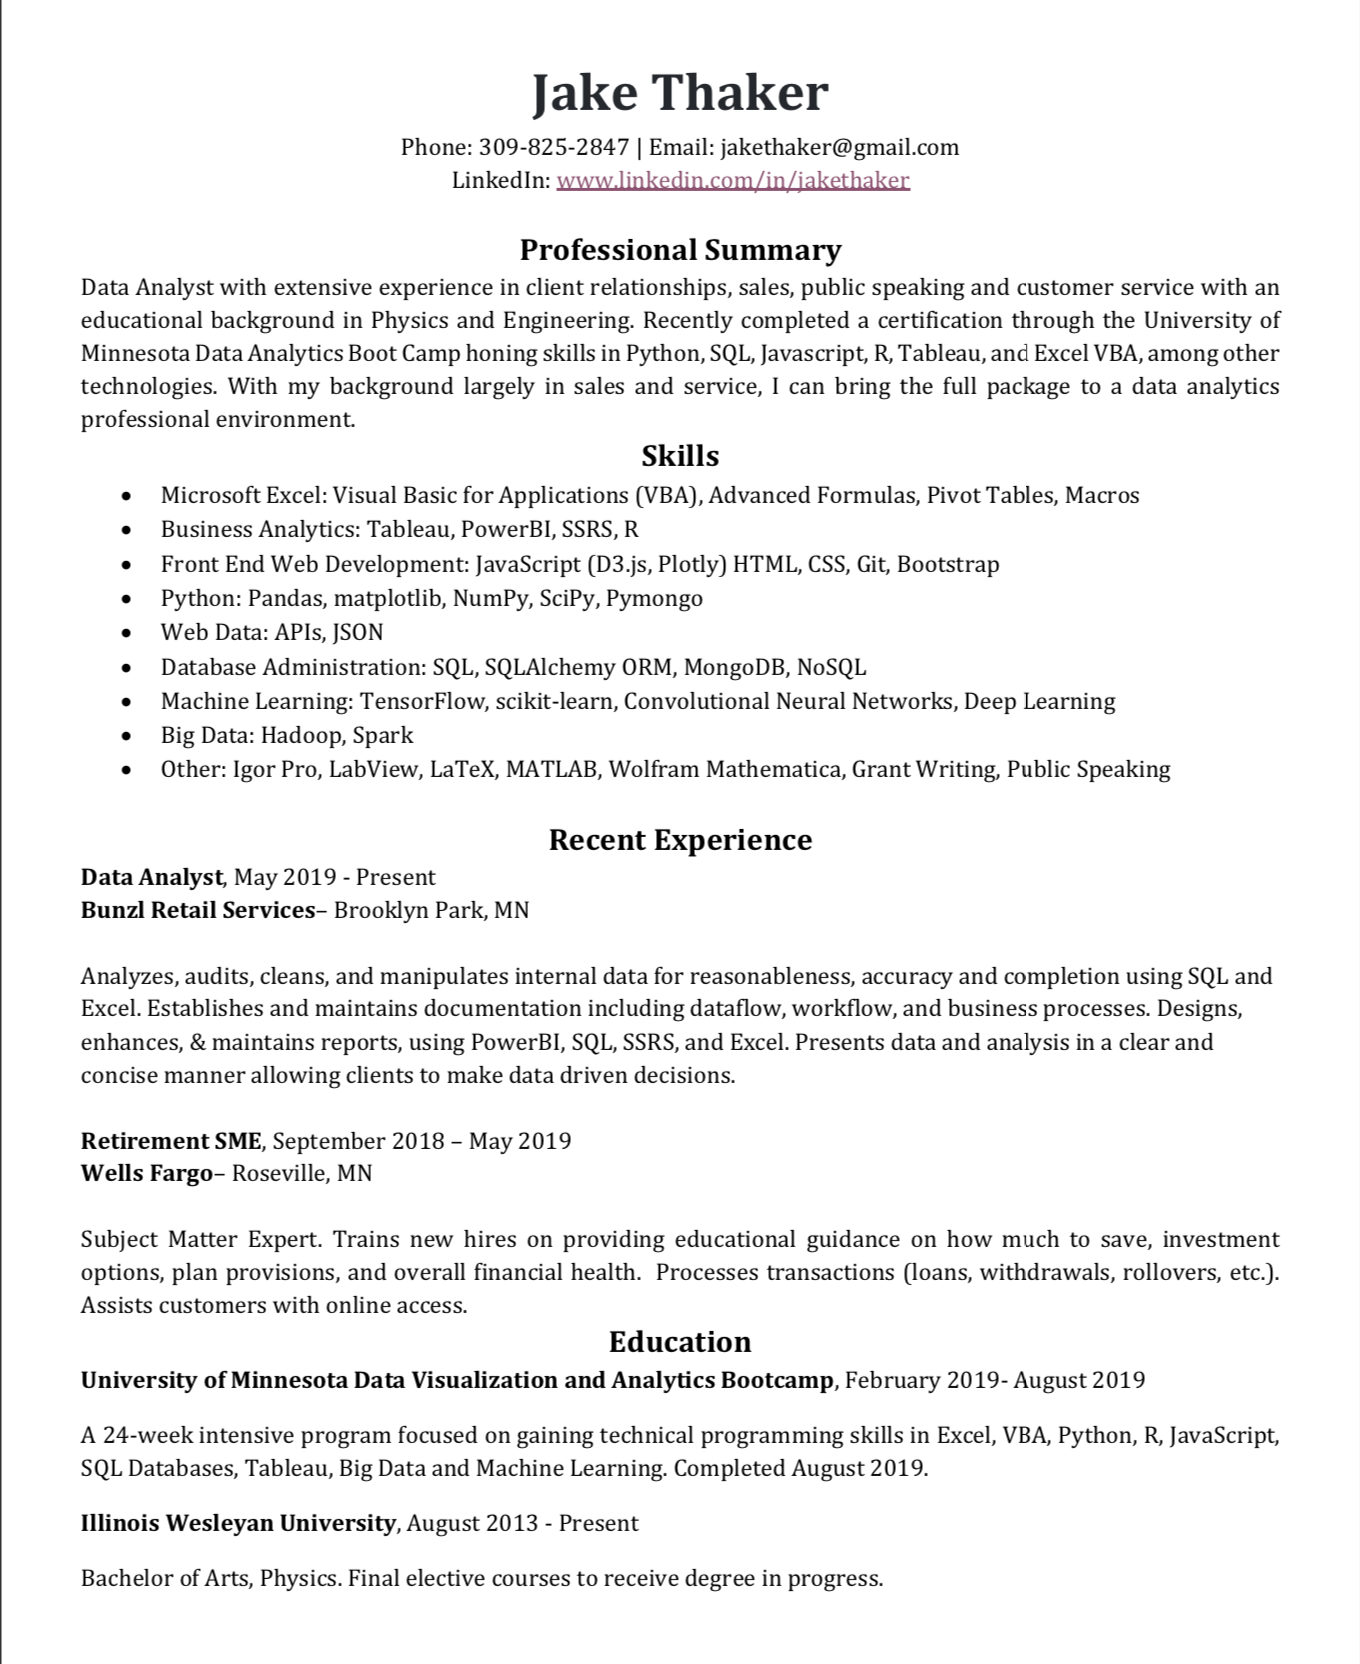 Jake Thaker
Phone: 309-825-2847 | Email: jakethaker@gmail.com
LinkedIn: www.linkedin.com/in/jakethaker
Professional Summary
Data Analyst with extensive experience in client relationships, sales, public speaking and customer service with an
educational background in Physics and Engineering. Recently completed a certification through the University of
Minnesota Data Analytics Boot Camp honing skills in Python, SQL, Javascript, R, Tableau, and Excel VBA, among other
technologies. With my background largely in sales and service, I can bring the full package to a data analytics
professional environment.
Skills
• Microsoft Excel: Visual Basic for Applications (VBA), Advanced Formulas, Pivot Tables, Macros
• Business Analytics: Tableau, PowerBI, SSRS, R
• Front End Web Development: JavaScript (D3.js, Plotly) HTML, CSS, Git, Bootstrap
• Python: Pandas, matplotlib, NumPy, SciPy, Pymongo
• Web Data: APIs, JSON
• Database Administration: SQL, SQLAlchemy ORM, MongoDB, NoSQL
• Machine Learning: TensorFlow, scikit-learn, Convolutional Neural Networks, Deep Learning
• Big Data: Hadoop, Spark
• Other: Igor Pro, LabView, LaTeX, MATLAB, Wolfram Mathematica, Grant Writing, Public Speaking
Recent Experience
Data Analyst, May 2019 - Present
Bunzl Retail Services– Brooklyn Park, MN
Analyzes, audits, cleans, and manipulates internal data for reasonableness, accuracy and completion using SQL and
Excel. Establishes and maintains documentation including dataflow, workflow, and business processes. Designs,
enhances, & maintains reports, using PowerBI, SQL, SSRS, and Excel. Presents data and analysis in a clear and
concise manner allowing clients to make data driven decisions.
Retirement SME, September 2018 – May 2019
Wells Fargo– Roseville, MN
Subject Matter Expert. Trains new hires on providing educational guidance on how much to save, investment
options, plan provisions, and overall financial health. Processes transactions (loans, withdrawals, rollovers, etc.).
Assists customers with online access.
Education
University of Minnesota Data Visualization and Analytics Bootcamp, February 2019- August 2019
A 24-week intensive program focused on gaining technical programming skills in Excel, VBA, Python, R, JavaScript,
SQL Databases, Tableau, Big Data and Machine Learning. Completed August 2019.
Illinois Wesleyan University, August 2013 - Present
Bachelor of Arts, Physics. Final elective courses to receive degree in progress.